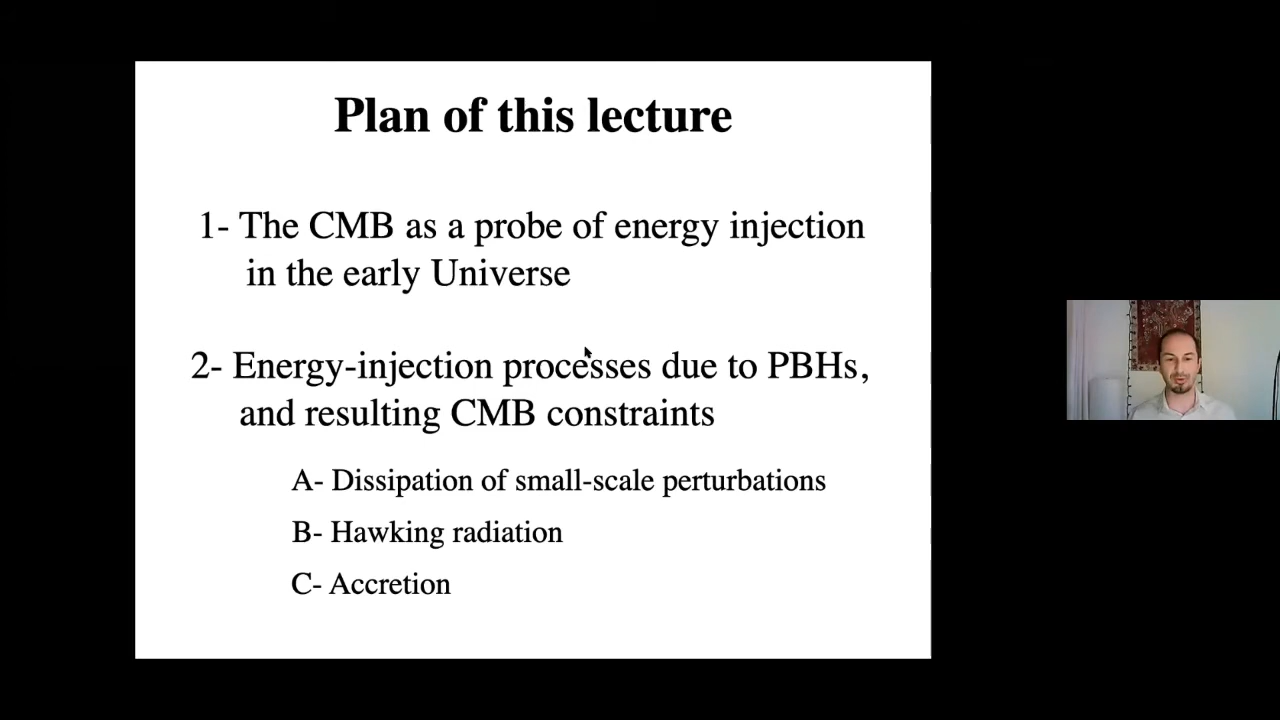 Plan of this lecture
1- The CMB as a probe of energy injection
in the early Universe
2- Energy-injection processes due to PBHs,
and resulting CMB constraints
A- Dissipation of small-scale perturbations
B- Hawking radiation
C- Accretion